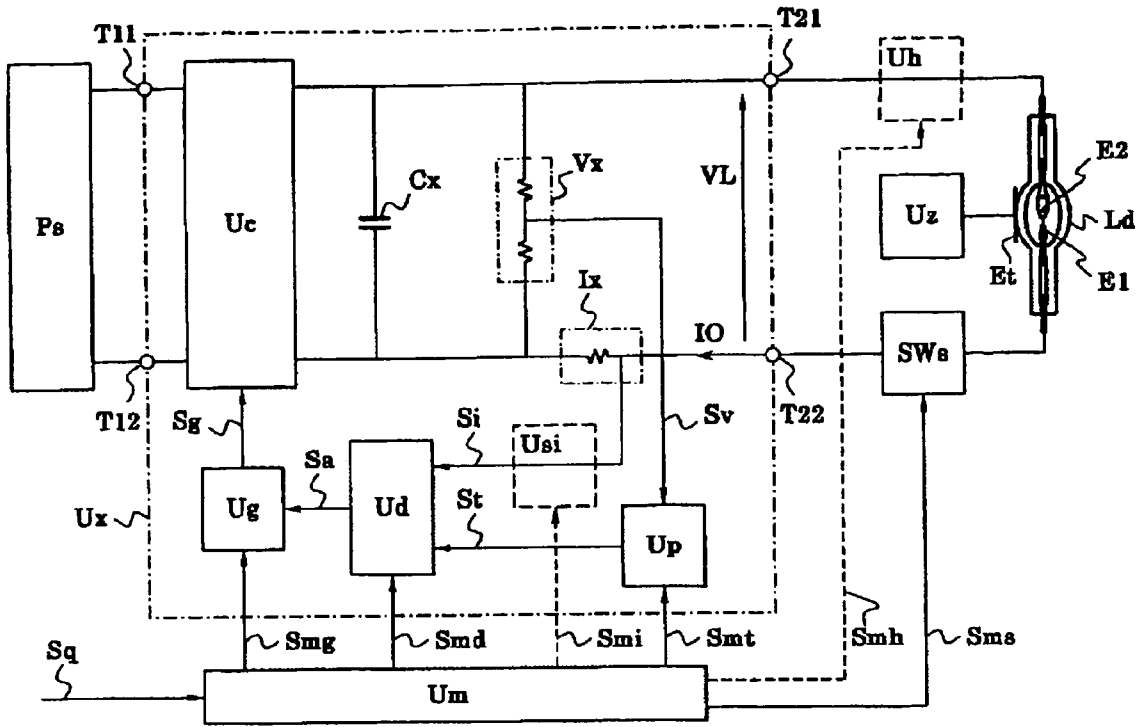 T11
T21
Uh
Ps
Uc
Cx
Vx
VL
E2
Uz
Ld
Et
E1
Ix
IO
SWs
T12
T22
Sg
Si
Sv
Usi
Sa
St
Ux
Ug
Ud
Up
Sq
Smg
Smd
Smi
Smt
Smh
Sms
Um